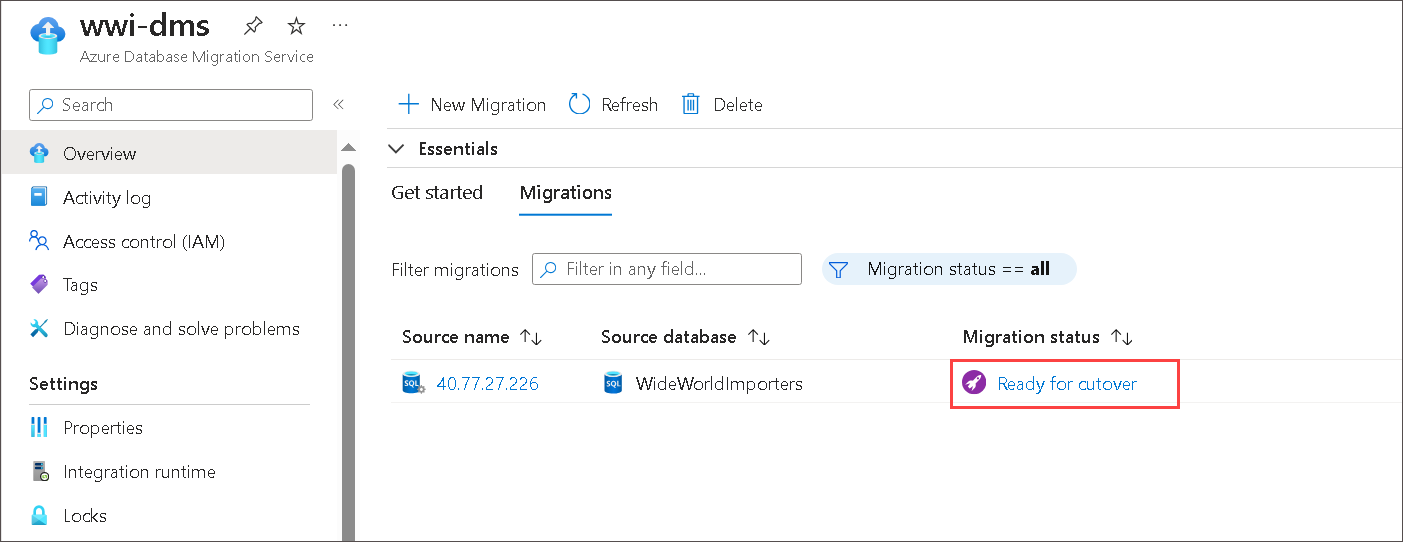 wwi-dms
Azure Database Migration Service
Search
Overview
Activity log
Access control (IAM)
Tags
Diagnose and solve problems
Settings
Properties
Integration runtime
Locks
New Migration Refresh Delete
Essentials
Get started Migrations
Filter migrations Filter in any field... Migration status == all
Source name Source database Migration status
40.77.27.226 WideWorldImporters Ready for cutover